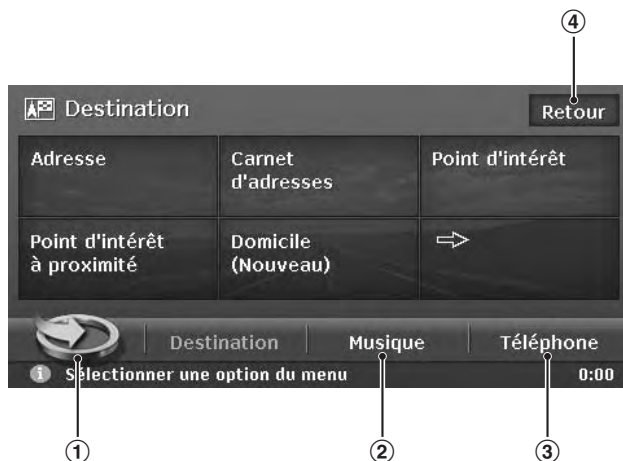 ④
Destination
Retour
Adresse
Carnet
d'adresses
Point d'intérêt
Point d'intérêt
à proximité
Domicile
(Nouveau)
Destination
Musique
Téléphone
Sélectionner une option du menu
0:00
①
②
③